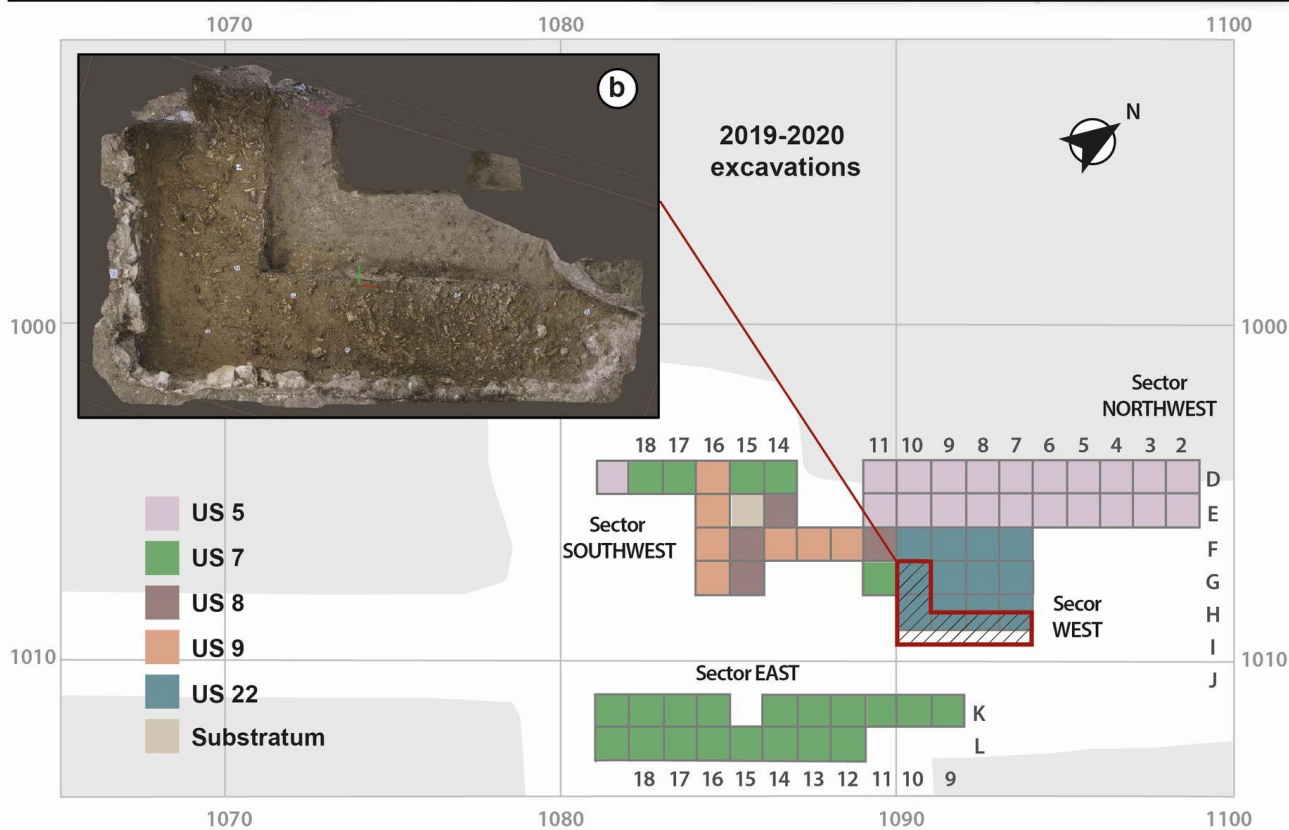 1070 1080 1100
b
2019-2020
excavations
N
1000 1000
Sector
NORTHWEST
18 17 16 15 14 11 10 9 8 7 6 5 4 3 2
D
US 5
E
Sector
SOUTHWEST
F
US 7
G
US 8
H
Secor
WEST
US 9
I
1010 1010
Sector EAST
J
US 22
K
Substratum
L
18 17 16 15 14 13 12 11 10 9
1070 1080 1090 1100